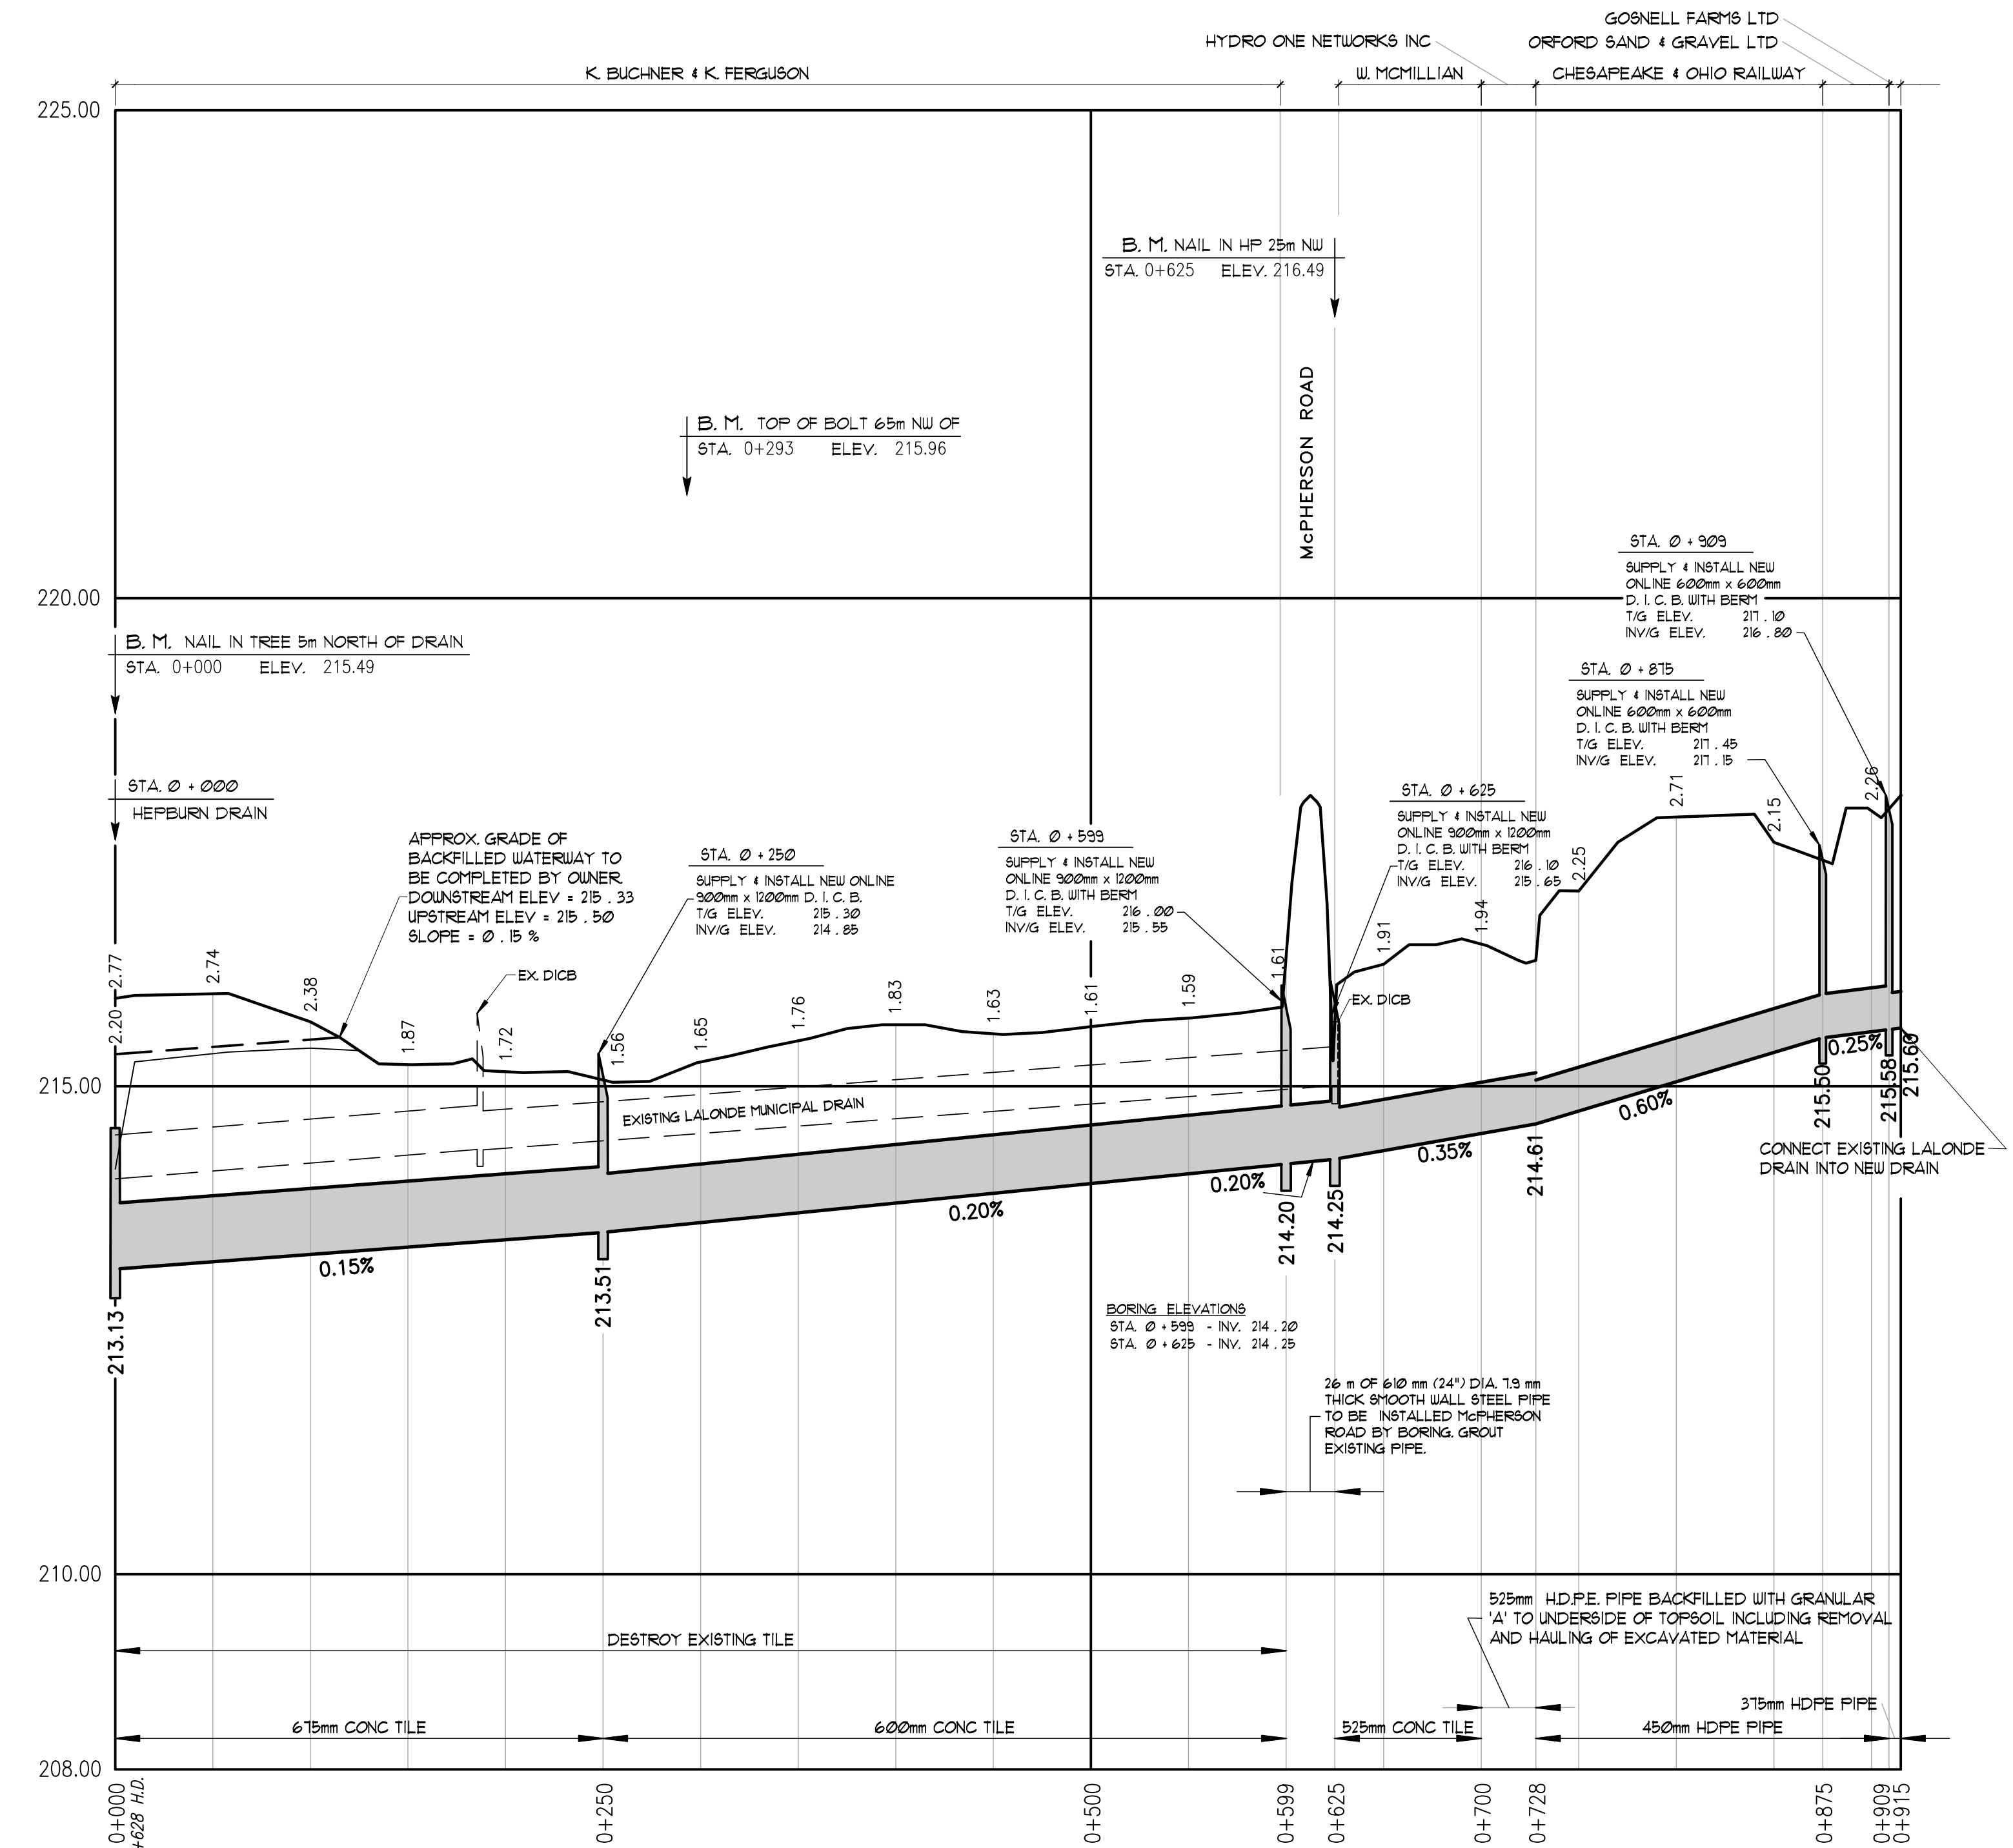 GOSNELL FARMS LTD
HYDRO ONE NETWORKS INC
ORFORD SAND & GRAVEL LTD
K. BUCHNER & K. FERGUSON
W. MCMILLIAN
CHESAPEAKE & OHIO RAILWAY
225.00
B. M. NAIL IN HP 25m NW
STA. 0+625 ELEV. 216.49
McPHERSON ROAD
B. M. TOP OF BOLT 65m NW OF
STA. 0+293 ELEV. 215.96
STA. Ø + 909
SUPPLY & INSTALL NEW
ONLINE 600mm x 600mm
D. I. C. B. WITH BERM
T/G ELEV. 217 . 10
INV/G ELEV. 216 . 80
220.00
B. M. NAIL IN TREE 5m NORTH OF DRAIN
STA. 0+000 ELEV. 215.49
STA. Ø + 875
SUPPLY & INSTALL NEW
ONLINE 600mm x 600mm
D. I. C. B. WITH BERM
T/G ELEV. 217 . 45
INV/G ELEV. 217 . 15
STA. Ø + ØØØ
HEPBURN DRAIN
APPROX. GRADE OF
BACKFILLED WATERWAY TO
BE COMPLETED BY OWNER.
DOWNSTREAM ELEV = 215 . 33
UPSTREAM ELEV = 215 . 50
SLOPE = Ø . 15 %
STA. Ø + 250
SUPPLY & INSTALL NEW ONLINE
900mm x 1200mm D. I. C. B.
T/G ELEV. 215 . 30
INV/G ELEV. 214 . 85
STA. Ø + 599
SUPPLY & INSTALL NEW
ONLINE 900mm x 1200mm
D. I. C. B. WITH BERM
T/G ELEV. 216 . 00
INV/G ELEV. 215 . 55
STA. Ø + 625
SUPPLY & INSTALL NEW
ONLINE 900mm x 1200mm
D. I. C. B. WITH BERM
T/G ELEV. 216 . 10
INV/G ELEV. 215 . 65
2.77
2.20
2.74
2.38
1.87
EX. DICB
1.72
1.56
1.65
1.76
1.83
1.63
1.61
1.59
1.61
EX. DICB
1.91
1.94
2.25
2.71
2.15
2.26
215.00
EXISTING LALONDE MUNICIPAL DRAIN
0.15%
0.20%
0.20%
0.35%
0.60%
0.25%
213.13
213.51
214.20
214.25
214.61
215.50
215.58
215.60
CONNECT EXISTING LALONDE
DRAIN INTO NEW DRAIN
BORING ELEVATIONS
STA. Ø + 599 - INV. 214 . 20
STA. Ø + 625 - INV. 214 . 25
26 m OF 610 mm (24") DIA. 7.9 mm
THICK SMOOTH WALL STEEL PIPE
TO BE INSTALLED McPHERSON
ROAD BY BORING. GROUT
EXISTING PIPE.
210.00
525mm H.D.P.E. PIPE BACKFILLED WITH GRANULAR
'A' TO UNDERSIDE OF TOPSOIL INCLUDING REMOVAL
AND HAULING OF EXCAVATED MATERIAL
DESTROY EXISTING TILE
375mm HDPE PIPE
675mm CONC TILE
600mm CONC TILE
525mm CONC TILE
450mm HDPE PIPE
208.00
0+000
+628 H.D.
0+250
0+500
0+599
0+625
0+700
0+728
0+875
0+909
0+915